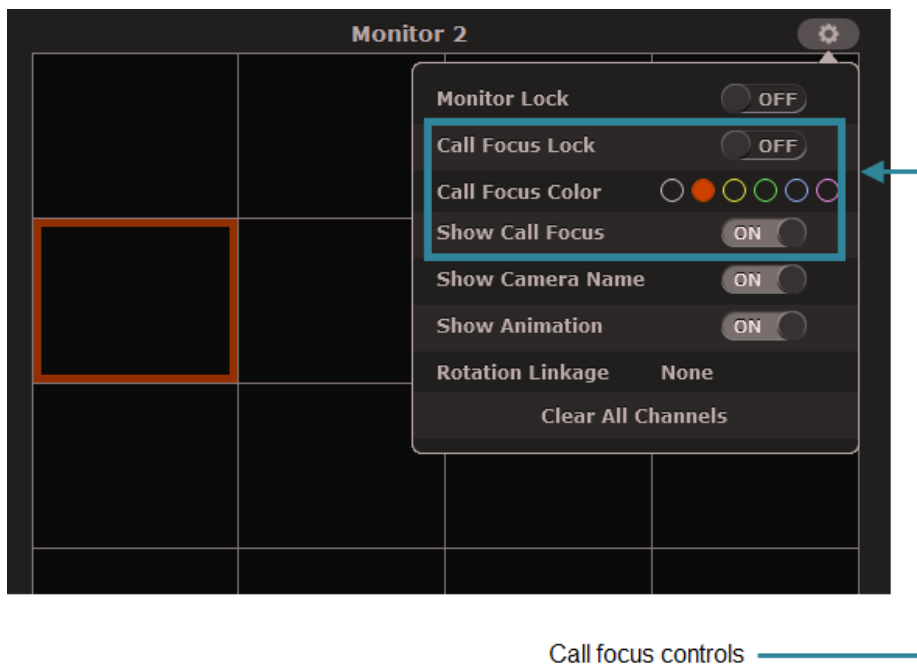 Monitor 2
Monitor Lock OFF
Call Focus Lock OFF
Call Focus Color
Show Call Focus ON
Show Camera Name ON
Show Animation ON
Rotation Linkage None
Clear All Channels
Call focus controls